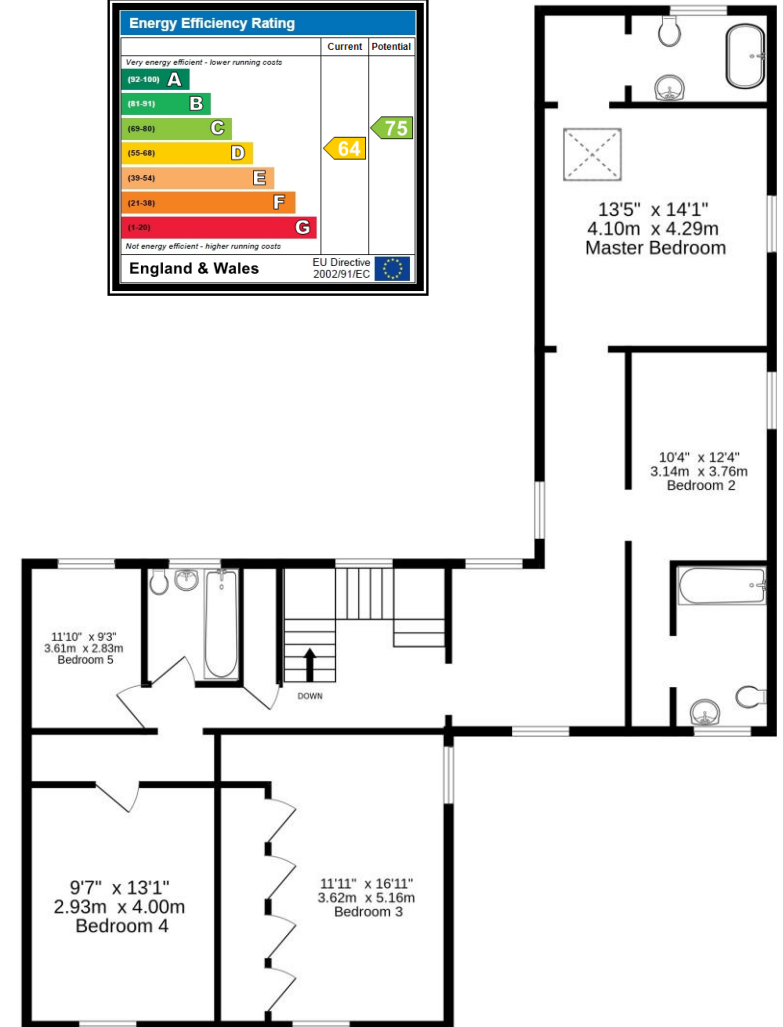 Energy Efficiency Rating
Current Potential
Very energy efficient - lower running costs
(92-100) A
(81-91) B
(69-80) C
(55-68) D
(39-54) E
(21-38) F
(1-20) G
64
75
Not energy efficient - higher running costs
England & Wales
EU Directive
2002/91/EC
13'5" x 14'1"
4.10m x 4.29m
Master Bedroom
10'4" x 12'4"
3.14m x 3.76m
Bedroom 2
11'10" x 9'3"
3.61m x 2.83m
Bedroom 5
DOWN
9'7" x 13'1"
2.93m x 4.00m
Bedroom 4
11'11" x 16'11"
3.62m x 5.16m
Bedroom 3